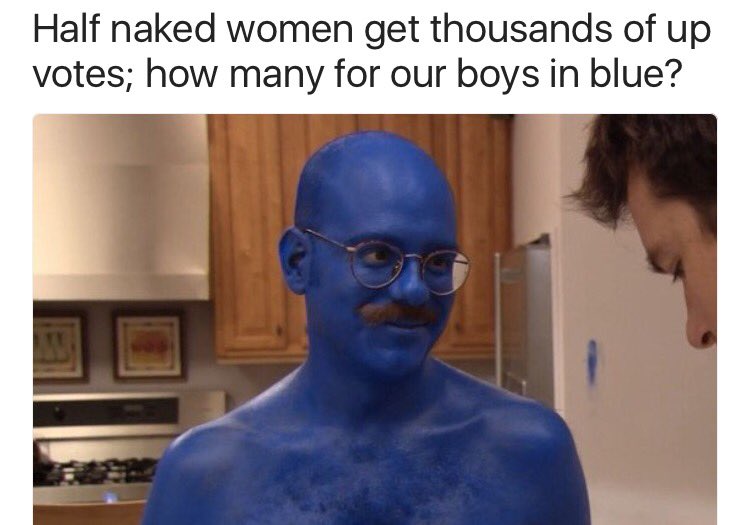 Half naked women get thousands of up
votes; how many for our boys in blue?